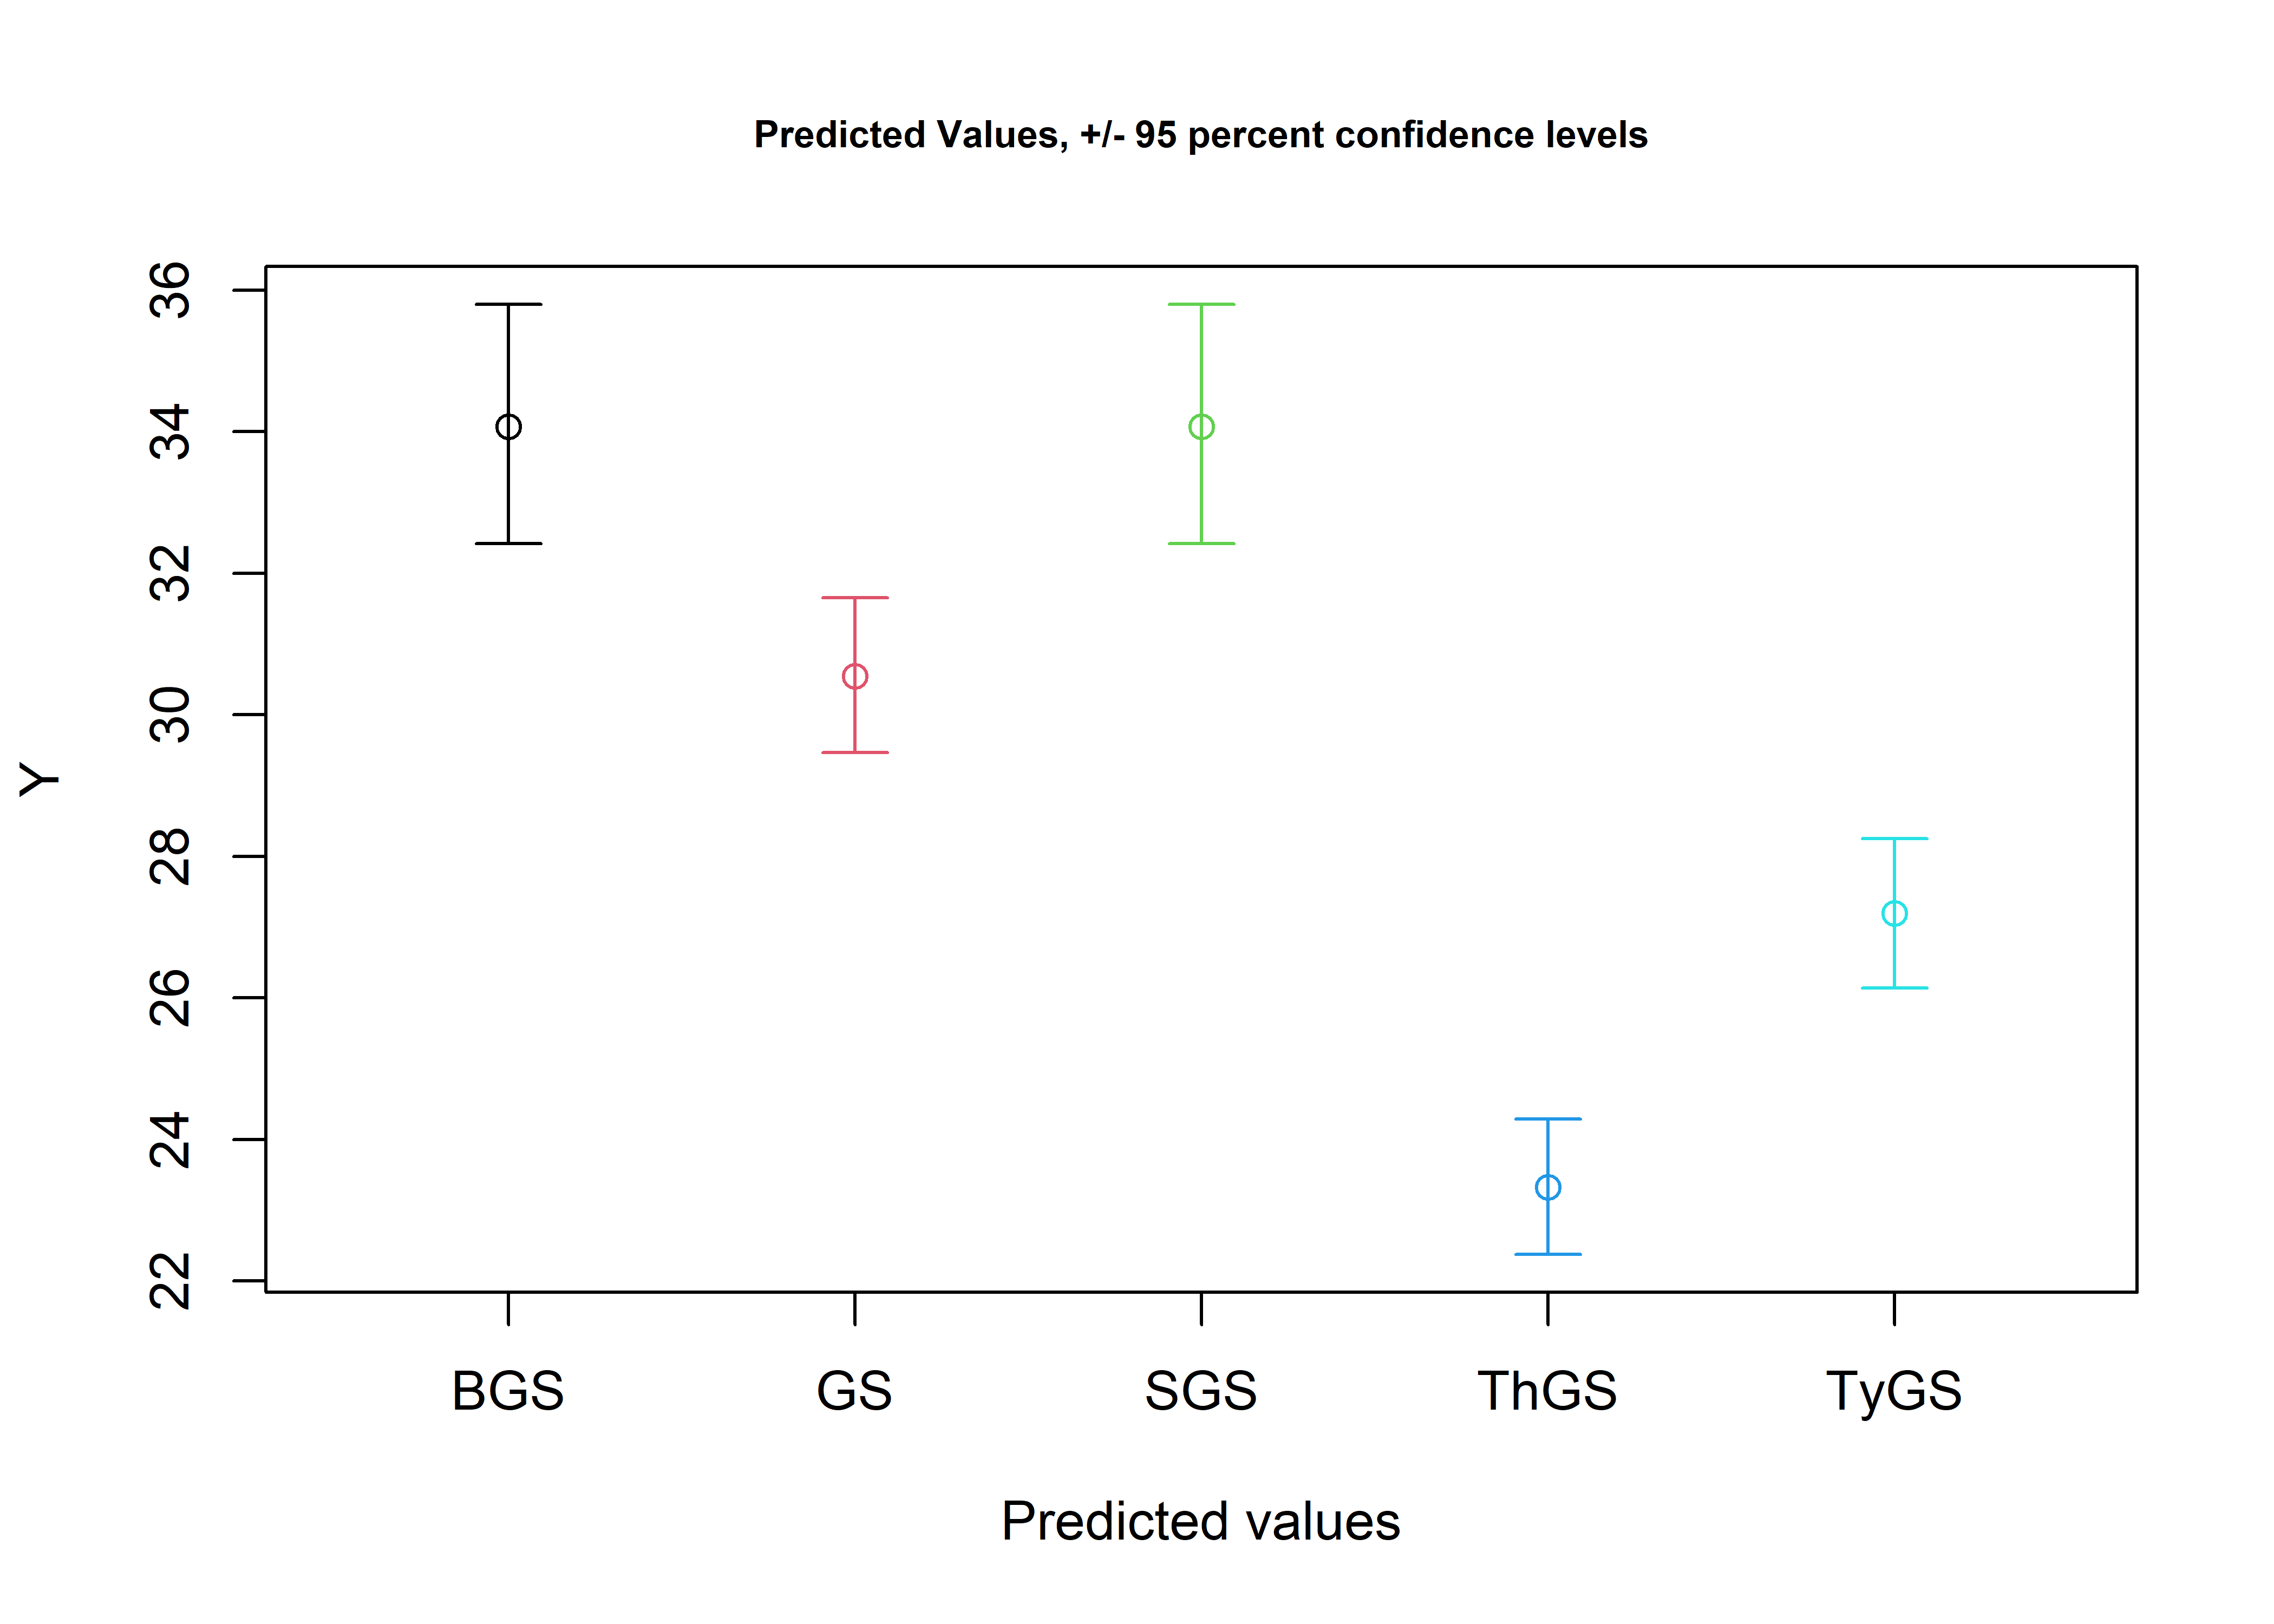 Predicted Values, +/- 95 percent confidence levels
36
34
32
30
28
26
24
22
Y
BGS GS SGS ThGS TyGS
Predicted values